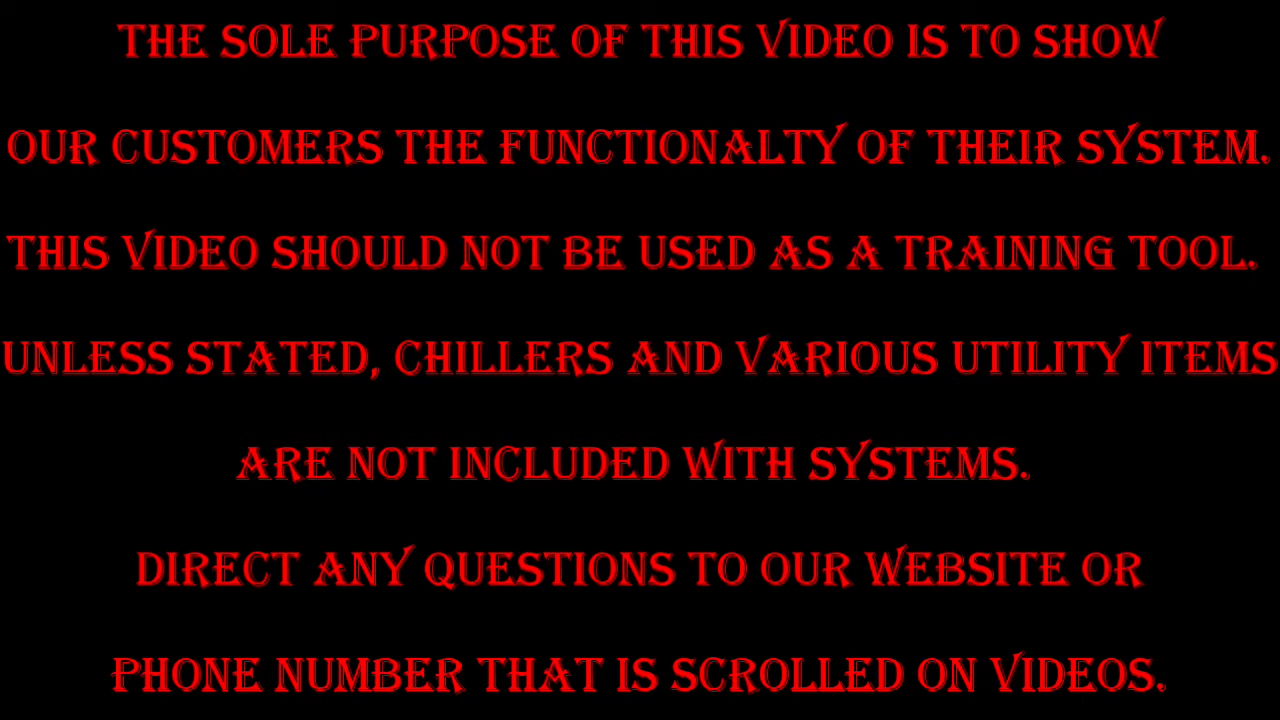 THE SOLE PURPOSE OF THIS VIDEO IS TO SHOW
OUR CUSTOMERS THE FUNCTIONALTY OF THEIR SYSTEM.
THIS VIDEO SHOULD NOT BE USED AS A TRAINING TOOL.
UNLESS STATED, CHILLERS AND VARIOUS UTILITY ITEMS
ARE NOT INCLUDED WITH SYSTEMS.
DIRECT ANY QUESTIONS TO OUR WEBSITE OR
PHONE NUMBER THAT IS SCROLLED ON VIDEOS.